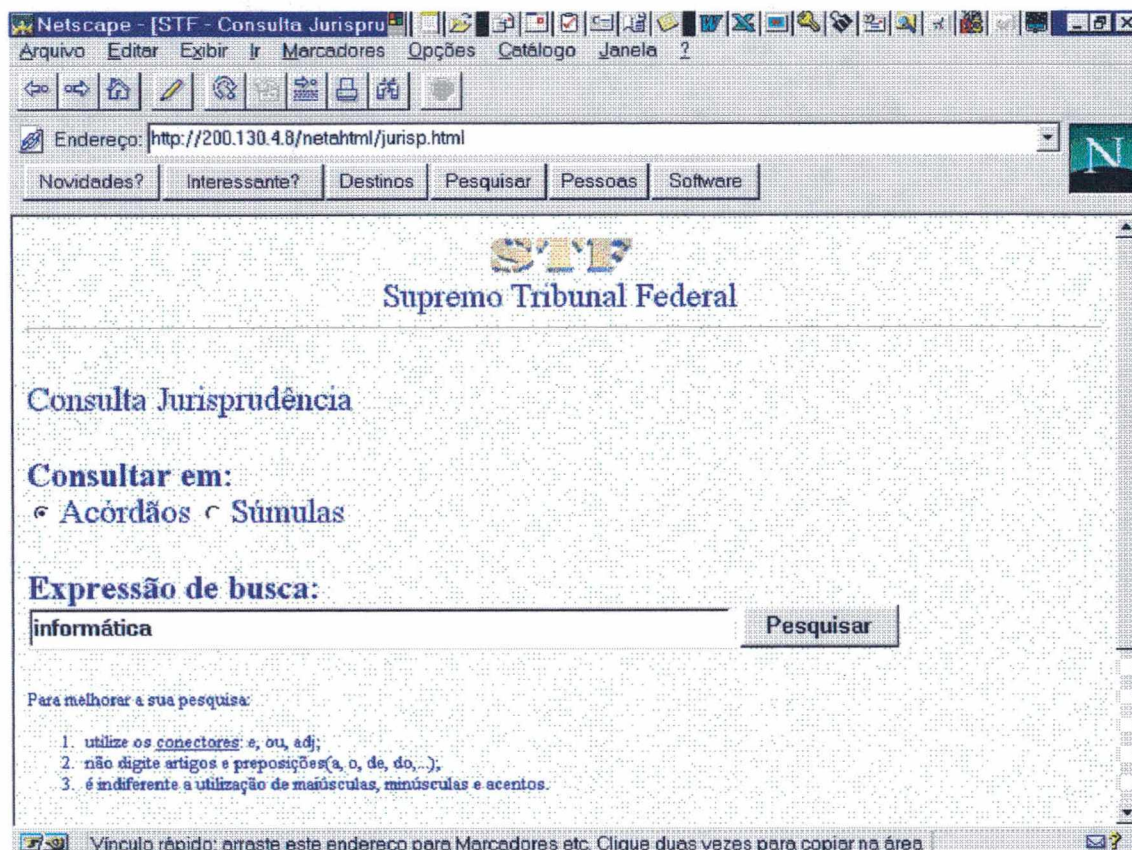 Netscape - [STF - Consulta Jurispru
Arquivo Editar Exibir Ir Marcadores Opções Catálogo Janela ?
Endereço: http://200.130.4.8/netahtml/jurisp.html
N
Novidades? Interessante? Destinos Pesquisar Pessoas Software
STF
Supremo Tribunal Federal
Consulta Jurisprudência
Consultar em:
Acórdãos Súmulas
Expressão de busca:
informática Pesquisar
Para melhorar a sua pesquisa:
1. utilize os conectores: e, ou, adj;
2. não digite artigos e preposições(a, o, de, do,...);
3. é indiferente a utilização de maiúsculas, minúsculas e acentos.
Vínculo rápido: arraste este endereço para Marcadores etc. Clique duas vezes para copiar na área